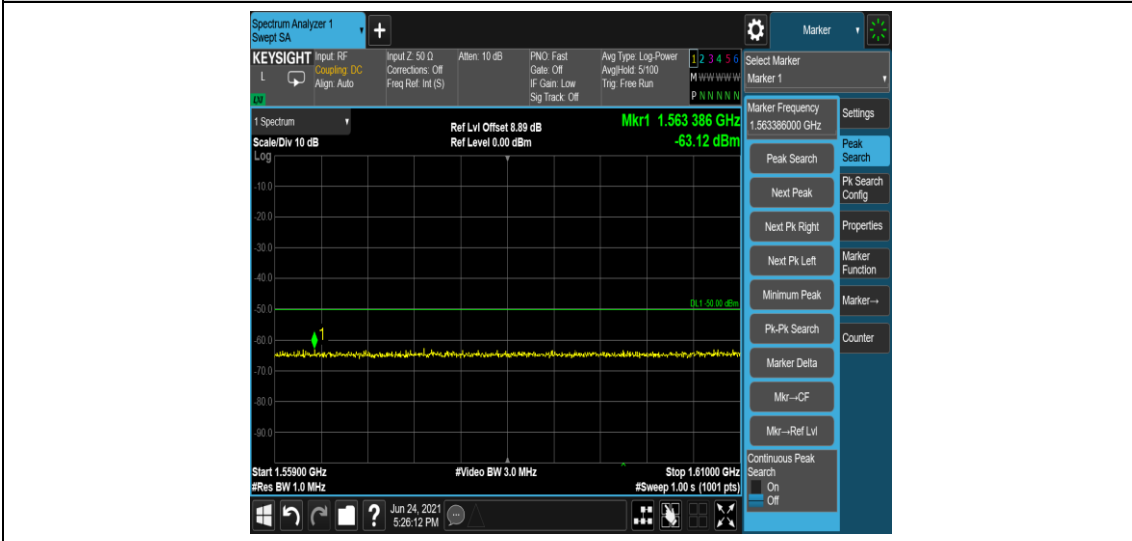 Spectrum Analyzer 1
Swept SA
+
Marker
KEYSIGHT
L
LXI
Input: RF
Coupling: DC
Align: Auto
Input Z: 50 Ω
Corrections: Off
Freq Ref: Int (S)
Atten: 10 dB
PNO: Fast
Gate: Off
IF Gain: Low
Sig Track: Off
Avg Type: Log-Power
Avg|Hold: 5/100
Trig: Free Run
1 2 3 4 5 6
M W W W W W
P N N N N N
Select Marker
Marker 1
1 Spectrum
Scale/Div 10 dB
Log
Ref Lvl Offset 8.89 dB
Ref Level 0.00 dBm
Mkr1 1.563 386 GHz
-63.12 dBm
-10.0
-20.0
-30.0
-40.0
-50.0
-60.0
-70.0
-80.0
-90.0
DL1 -50.00 dBm
1
Start 1.55900 GHz
#Res BW 1.0 MHz
#Video BW 3.0 MHz
Stop 1.61000 GHz
#Sweep 1.00 s (1001 pts)
Marker Frequency
1.563386000 GHz
Peak Search
Next Peak
Next Pk Right
Next Pk Left
Minimum Peak
Pk-Pk Search
Marker Delta
Mkr→CF
Mkr→Ref Lvl
Continuous Peak
Search
On
Off
Settings
Peak
Search
Pk Search
Config
Properties
Marker
Function
Marker→
Counter
?
Jun 24, 2021
5:26:12 PM